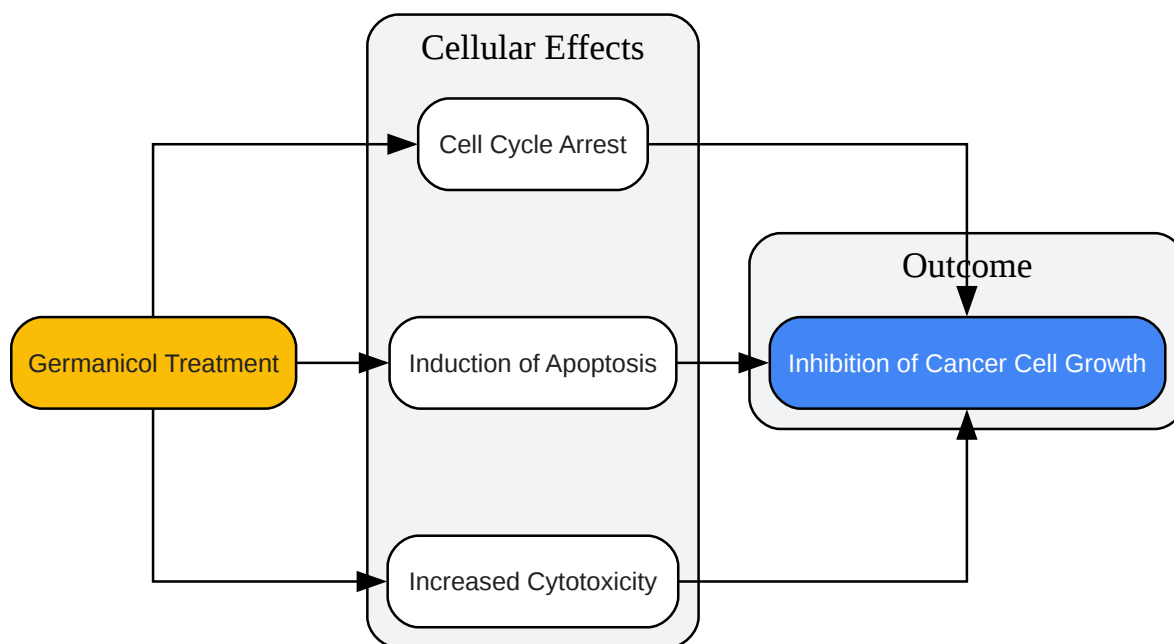 Cellular Effects
Cell Cycle Arrest
Outcome
Germanicol Treatment
Induction of Apoptosis
Inhibition of Cancer Cell Growth
Increased Cytotoxicity